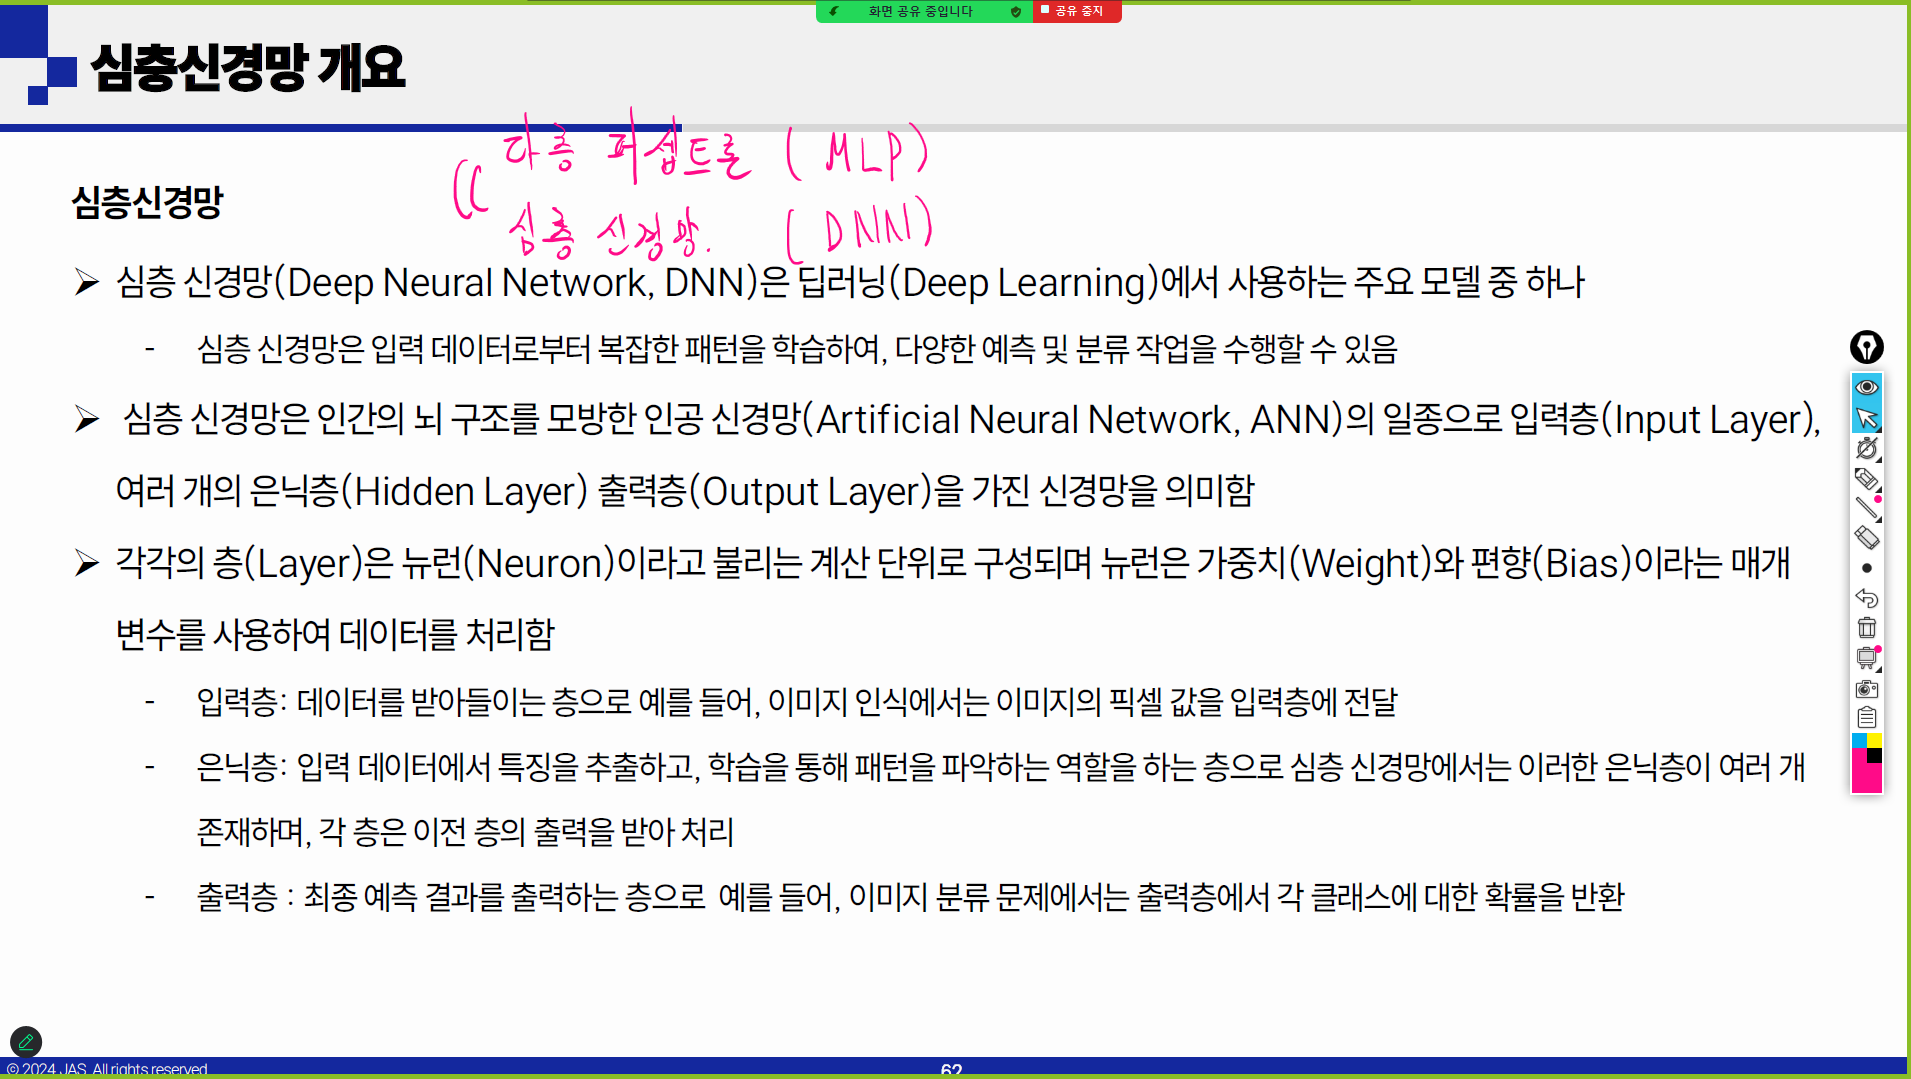 화면 공유 중입니다
공유 중지
심층신경망 개요
다층 퍼셉트론 (MLP)
심층 신경망. (DNN)
심층신경망
➢ 심층 신경망(Deep Neural Network, DNN)은 딥러닝(Deep Learning)에서 사용하는 주요 모델 중 하나
- 심층 신경망은 입력 데이터로부터 복잡한 패턴을 학습하여, 다양한 예측 및 분류 작업을 수행할 수 있음
➢ 심층 신경망은 인간의 뇌 구조를 모방한 인공 신경망(Artificial Neural Network, ANN)의 일종으로 입력층(Input Layer),
여러 개의 은닉층(Hidden Layer) 출력층(Output Layer)을 가진 신경망을 의미함
➢ 각각의 층(Layer)은 뉴런(Neuron)이라고 불리는 계산 단위로 구성되며 뉴런은 가중치(Weight)와 편향(Bias)이라는 매개
변수를 사용하여 데이터를 처리함
- 입력층: 데이터를 받아들이는 층으로 예를 들어, 이미지 인식에서는 이미지의 픽셀 값을 입력층에 전달
- 은닉층: 입력 데이터에서 특징을 추출하고, 학습을 통해 패턴을 파악하는 역할을 하는 층으로 심층 신경망에서는 이러한 은닉층이 여러 개
존재하며, 각 층은 이전 층의 출력을 받아 처리
- 출력층 : 최종 예측 결과를 출력하는 층으로 예를 들어, 이미지 분류 문제에서는 출력층에서 각 클래스에 대한 확률을 반환
© 2024 JAS. All rights reserved
62